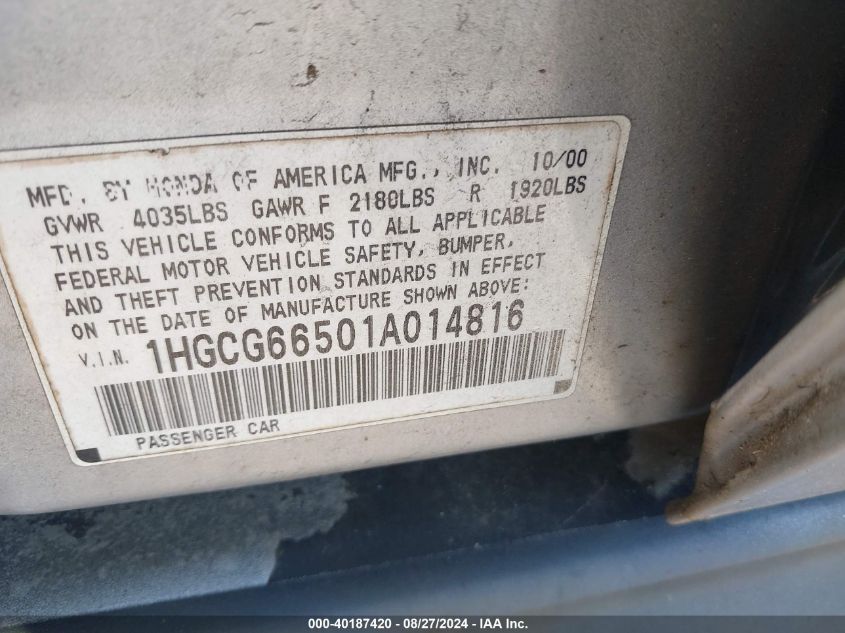 MFD. BY HONDA OF AMERICA MFG., INC. 10/00
GVWR 4035LBS GAWR F 2180LBS R 1920LBS
THIS VEHICLE CONFORMS TO ALL APPLICABLE
FEDERAL MOTOR VEHICLE SAFETY, BUMPER,
AND THEFT PREVENTION STANDARDS IN EFFECT
ON THE DATE OF MANUFACTURE SHOWN ABOVE:
V.I.N. 1HGCG66501A014816
PASSENGER CAR
000-40187420 - 08/27/2024 - IAA Inc.